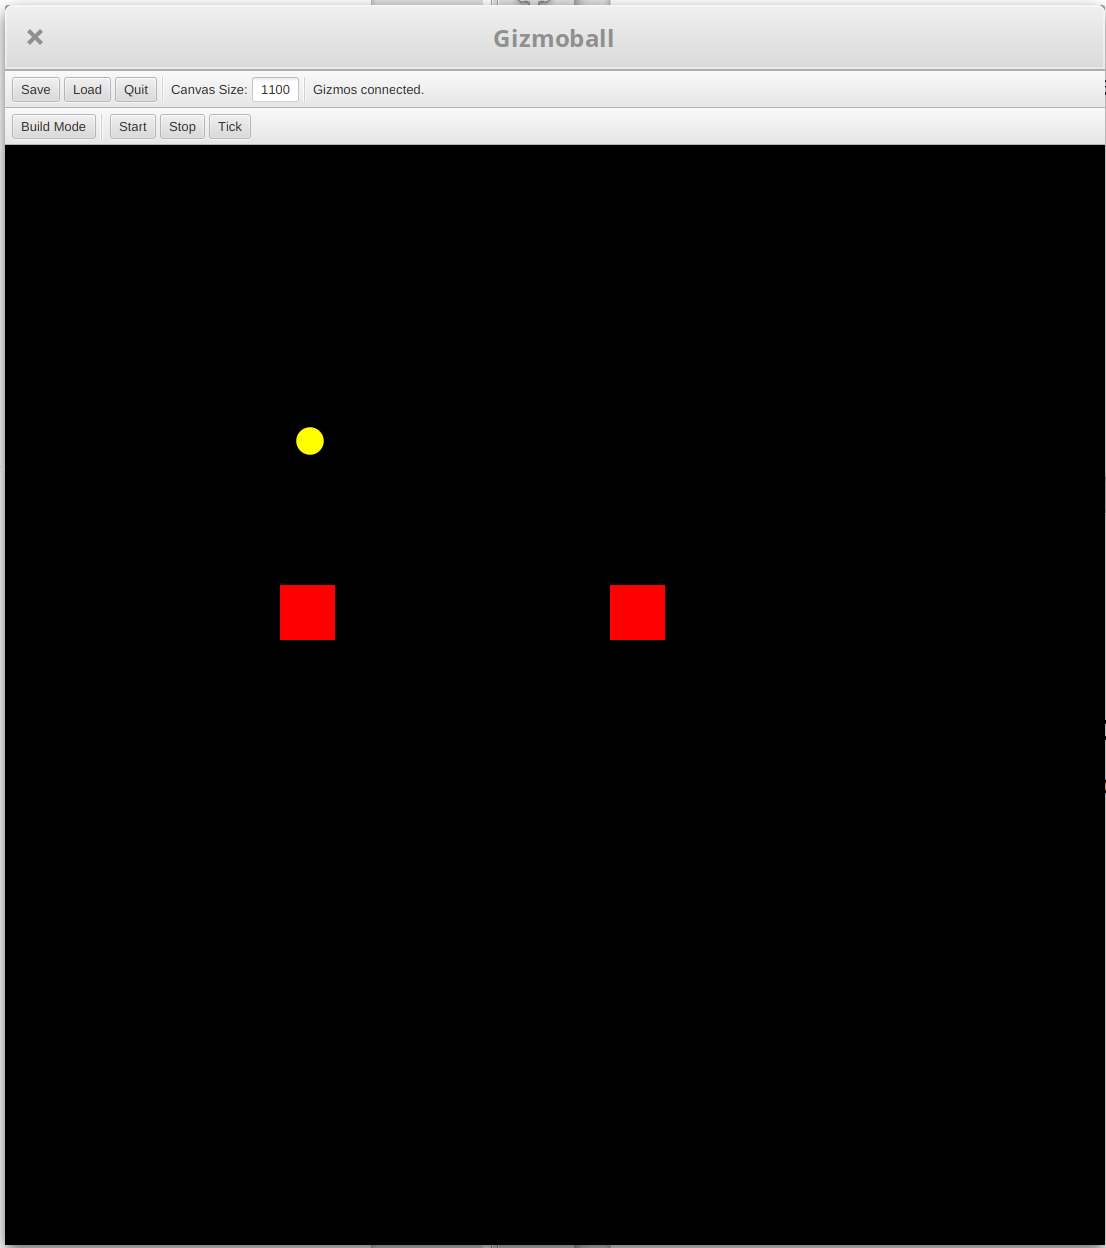 Gizmoball
Save Load Quit Canvas Size: 1100 Gizmos connected.
Build Mode Start Stop Tick